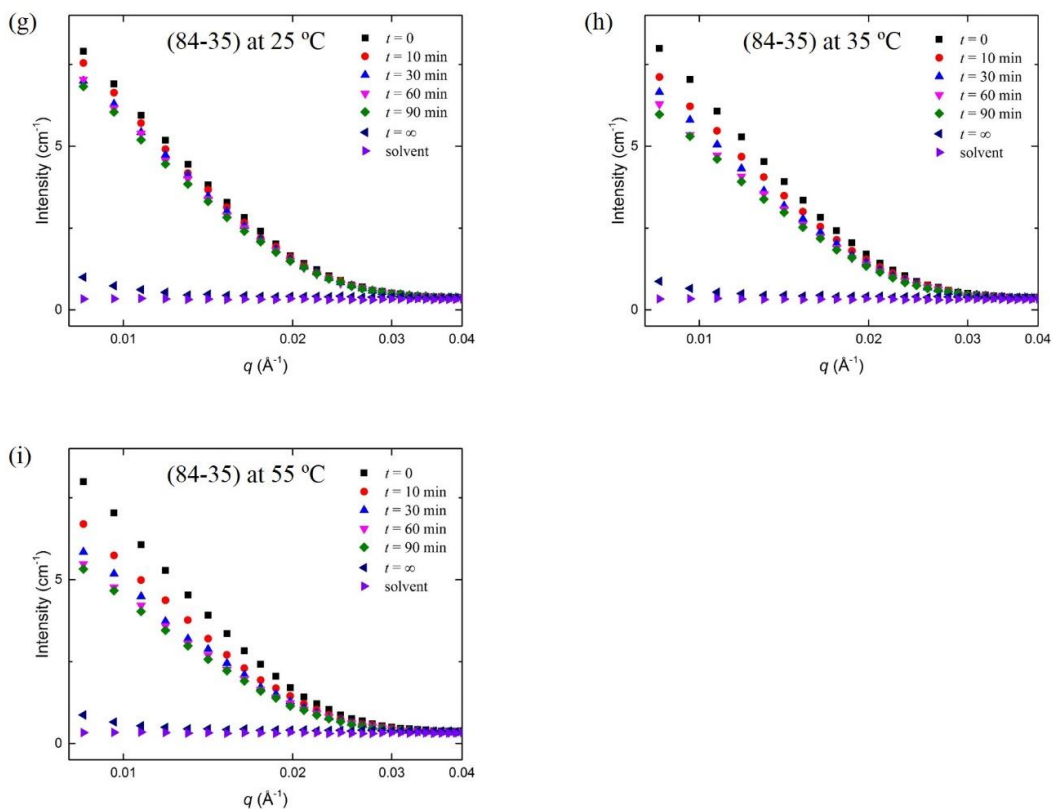 (g)
(84-35) at 25 ºC
t = 0
t = 10 min
t = 30 min
t = 60 min
t = 90 min
t = ∞
solvent
Intensity (cm⁻¹)
5
0
0.01 0.02 0.03 0.04
q (Å⁻¹)
(h)
(84-35) at 35 ºC
t = 0
t = 10 min
t = 30 min
t = 60 min
t = 90 min
t = ∞
solvent
Intensity (cm⁻¹)
5
0
0.01 0.02 0.03 0.04
q (Å⁻¹)
(i)
(84-35) at 55 ºC
t = 0
t = 10 min
t = 30 min
t = 60 min
t = 90 min
t = ∞
solvent
Intensity (cm⁻¹)
5
0
0.01 0.02 0.03 0.04
q (Å⁻¹)